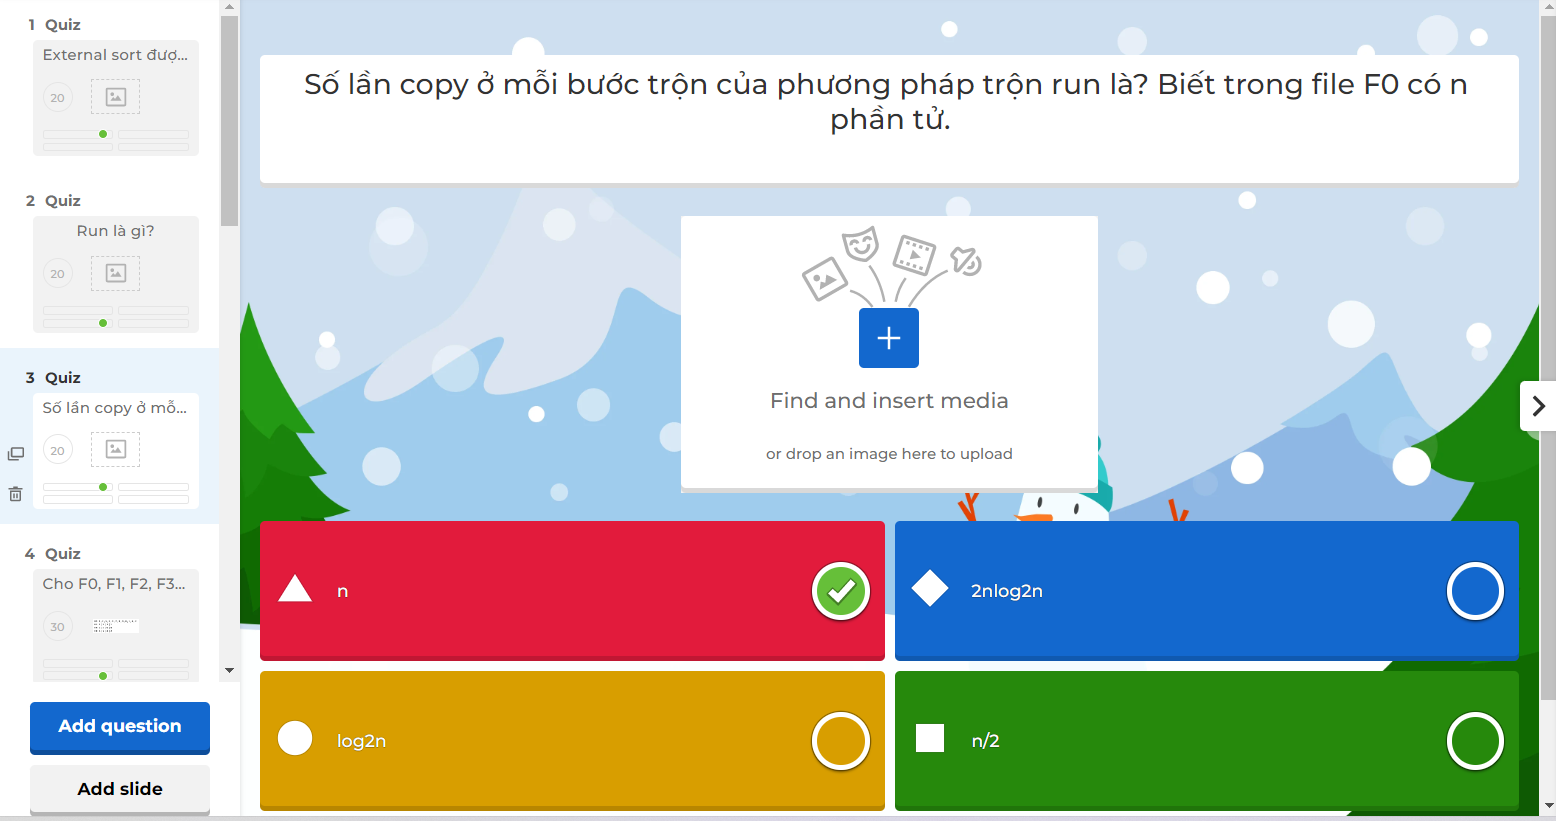 1 Quiz
External sort đượ...
20
2 Quiz
Run là gì?
20
3 Quiz
Số lần copy ở mỗ...
20
4 Quiz
Cho F0, F1, F2, F3...
30
Add question
Add slide
Số lần copy ở mỗi bước trộn của phương pháp trộn run là? Biết trong file F0 có n
phần tử.
Find and insert media
or drop an image here to upload
n
2nlog2n
log2n
n/2